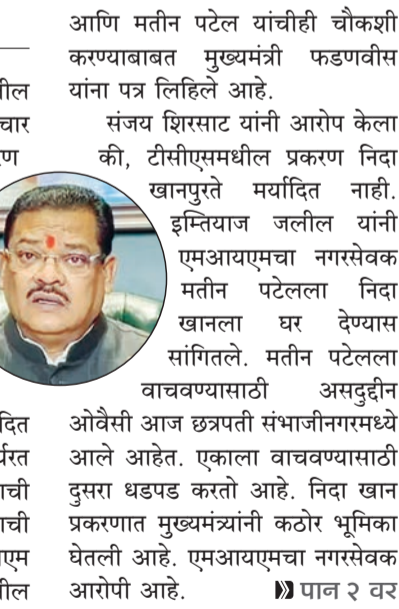 आणि मतीन पटेल यांचीही चौकशी
करण्याबाबत मुख्यमंत्री फडणवीस
यांना पत्र लिहिले आहे.
संजय शिरसाट यांनी आरोप केला
की, टीसीएसमधील प्रकरण निदा
खानपुरते मर्यादित नाही.
इम्तियाज जलील यांनी
एमआयएमचा नगरसेवक
मतीन पटेलला निदा
खानला घर देण्यास
सांगितले. मतीन पटेलला
वाचवण्यासाठी असदुद्दीन
ओवैसी आज छत्रपती संभाजीनगरमध्ये
आले आहेत. एकाला वाचवण्यासाठी
दुसरा धडपड करतो आहे. निदा खान
प्रकरणात मुख्यमंत्र्यांनी कठोर भूमिका
घेतली आहे. एमआयएमचा नगरसेवक
आरोपी आहे.
पान २ वर